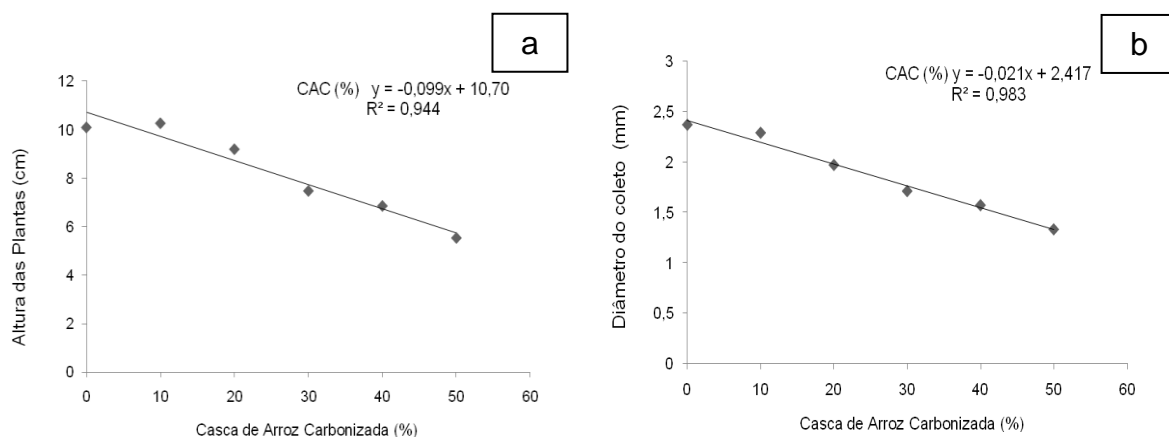 a
CAC (%) y = -0,099x + 10,70
R² = 0,944
Altura das Plantas (cm)
12
10
8
6
4
2
0
0 10 20 30 40 50 60
Casca de Arroz Carbonizada (%)
b
CAC (%) y = -0,021x + 2,417
R² = 0,983
Diâmetro do coleto (mm)
3
2,5
2
1,5
1
0,5
0
0 10 20 30 40 50 60
Casca de Arroz Carbonizada (%)